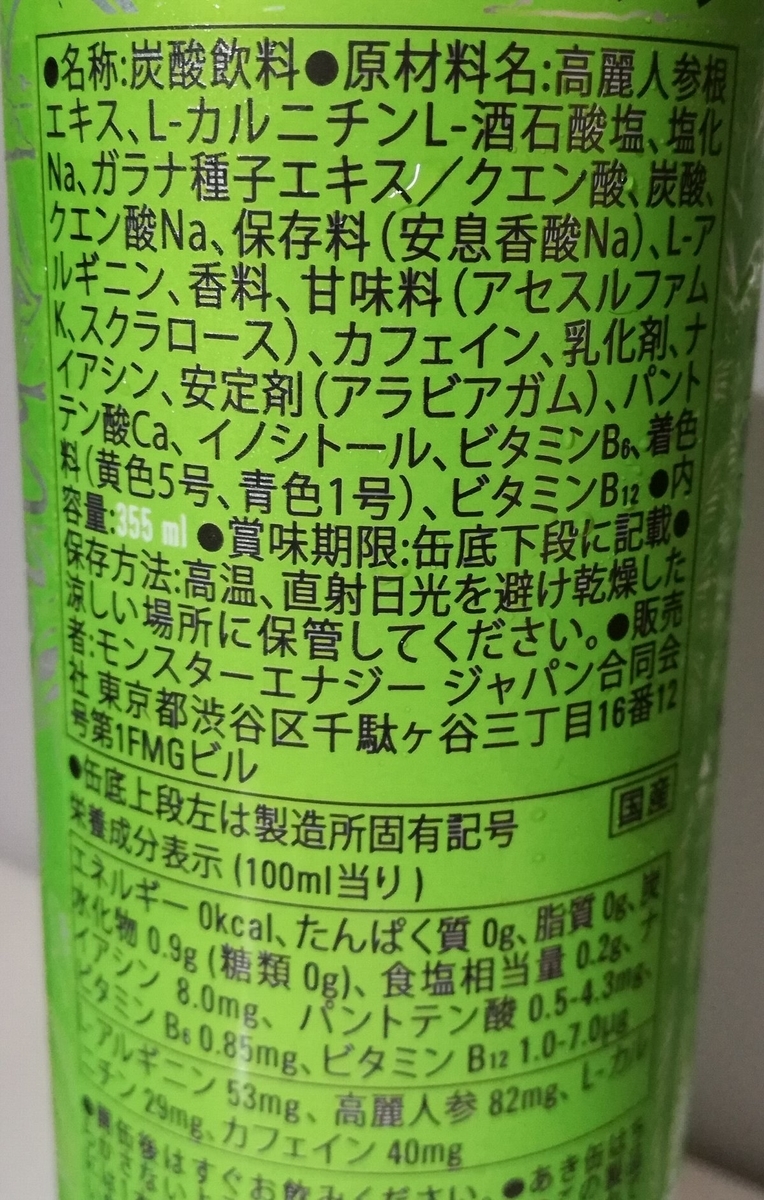 ●名称:炭酸飲料●原材料名:高麗人参根
エキス、L-カルニチンL-酒石酸塩、塩化
Na、ガラナ種子エキス／クエン酸、炭酸、
クエン酸Na、保存料(安息香酸Na)、L-ア
ルギニン、香料、甘味料(アセスルファム
K、スクラロース)、カフェイン、乳化剤、ナ
イアシン、安定剤(アラビアガム)、パント
テン酸Ca、イノシトール、ビタミンB6、着色
料(黄色5号、青色1号)、ビタミンB12●内
容量:355 ml●賞味期限:缶底下段に記載●
保存方法:高温、直射日光を避け乾燥した
涼しい場所に保管してください。●販売
者:モンスターエナジー ジャパン合同会
社 東京都渋谷区千駄ヶ谷三丁目16番12
号第1FMGビル
●缶底上段左は製造所固有記号
国産
栄養成分表示(100ml当り)
エネルギー 0kcal、たんぱく質 0g、脂質 0g、炭
水化物 0.9g(糖類 0g)、食塩相当量 0.2g、ナ
イアシン 8.0mg、パントテン酸 0.5-4.3mg、
ビタミン B6 0.85mg、ビタミン B12 1.0-7.0μg
L-アルギニン 53mg、高麗人参 82mg、L-カル
ニチン 29mg、カフェイン 40mg
●開缶後はすぐお飲みください。●あき缶は